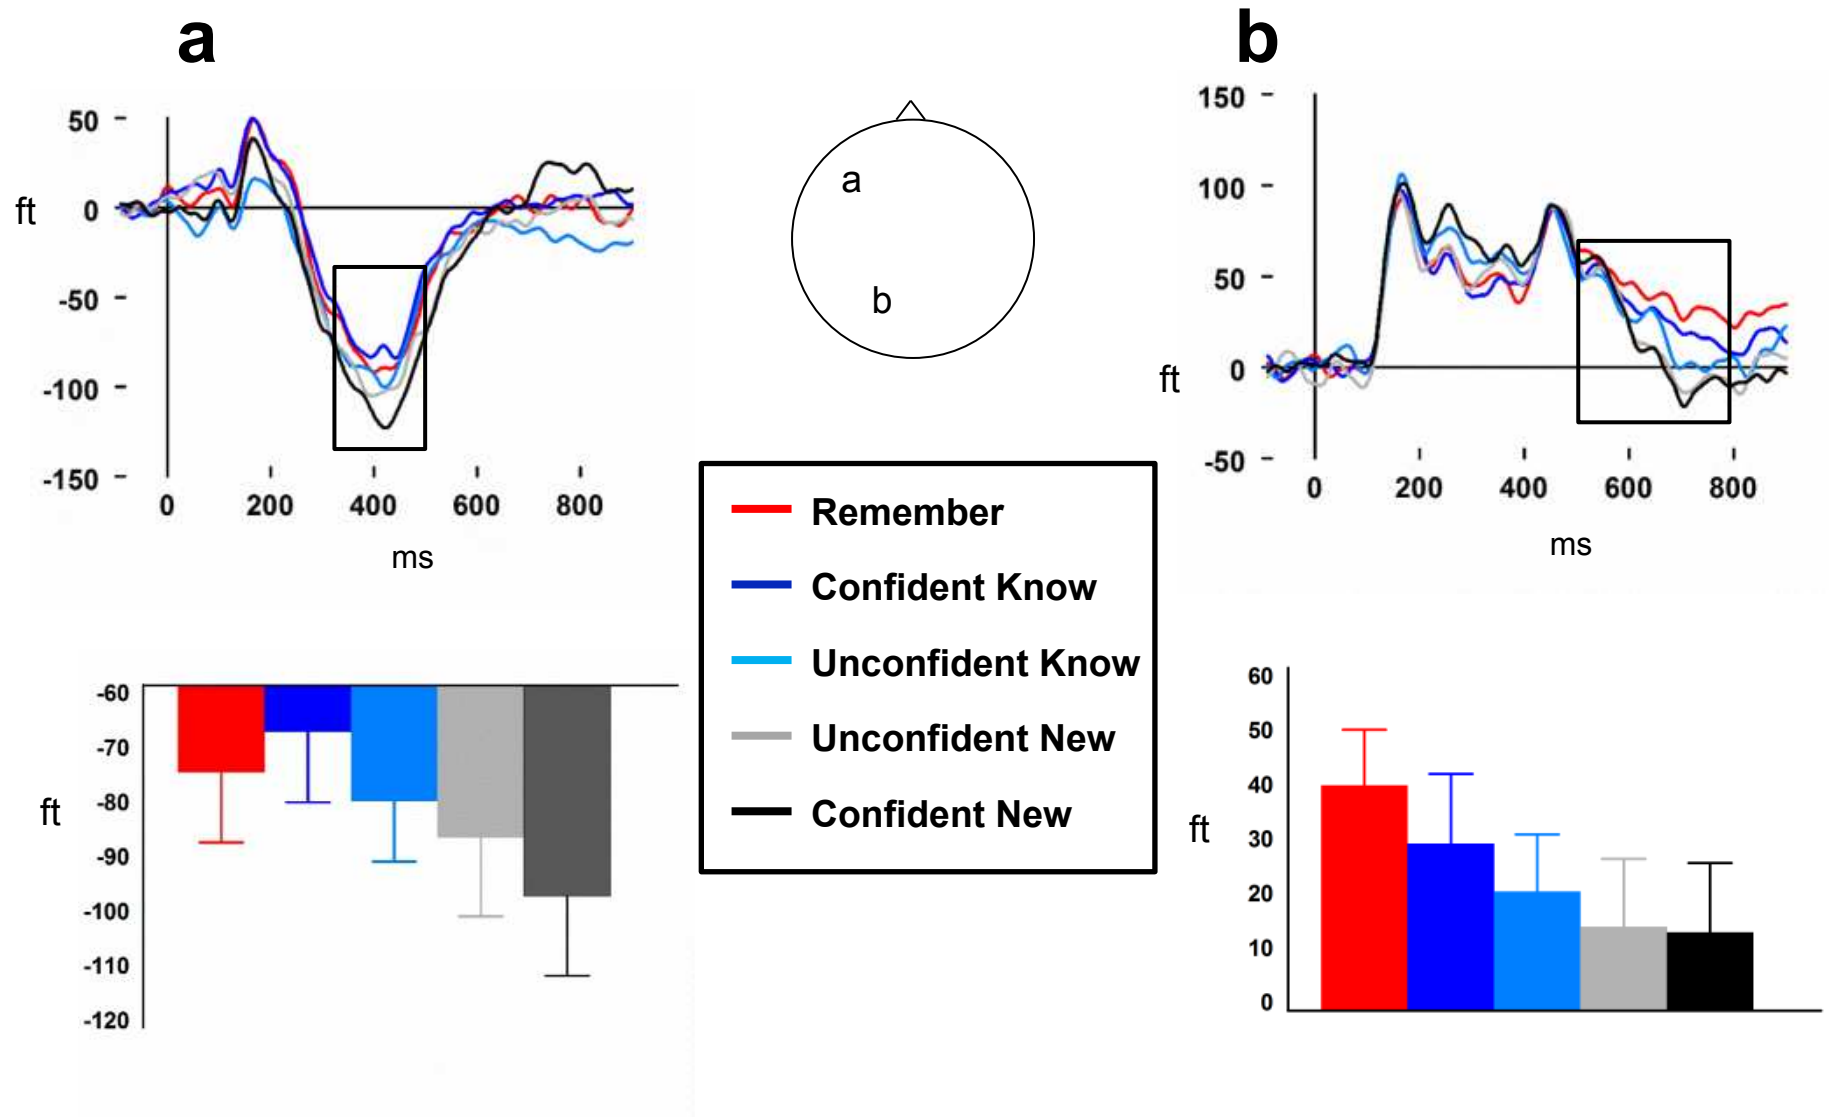 a
b
50
0
-50
-100
-150
ft
0
200
400
600
800
ms
a
b
150
100
50
0
-50
ft
0
200
400
600
800
ms
Remember
Confident Know
Unconfident Know
Unconfident New
Confident New
-60
-70
-80
-90
-100
-110
-120
ft
60
50
40
30
20
10
0
ft